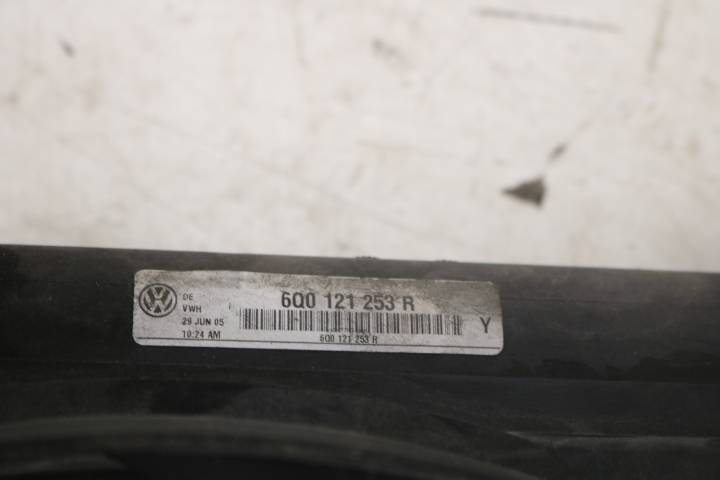 DE
VWH
29 JUN 05
10:24 AM
6Q0 121 253 R
6Q0 121 253 R
Y